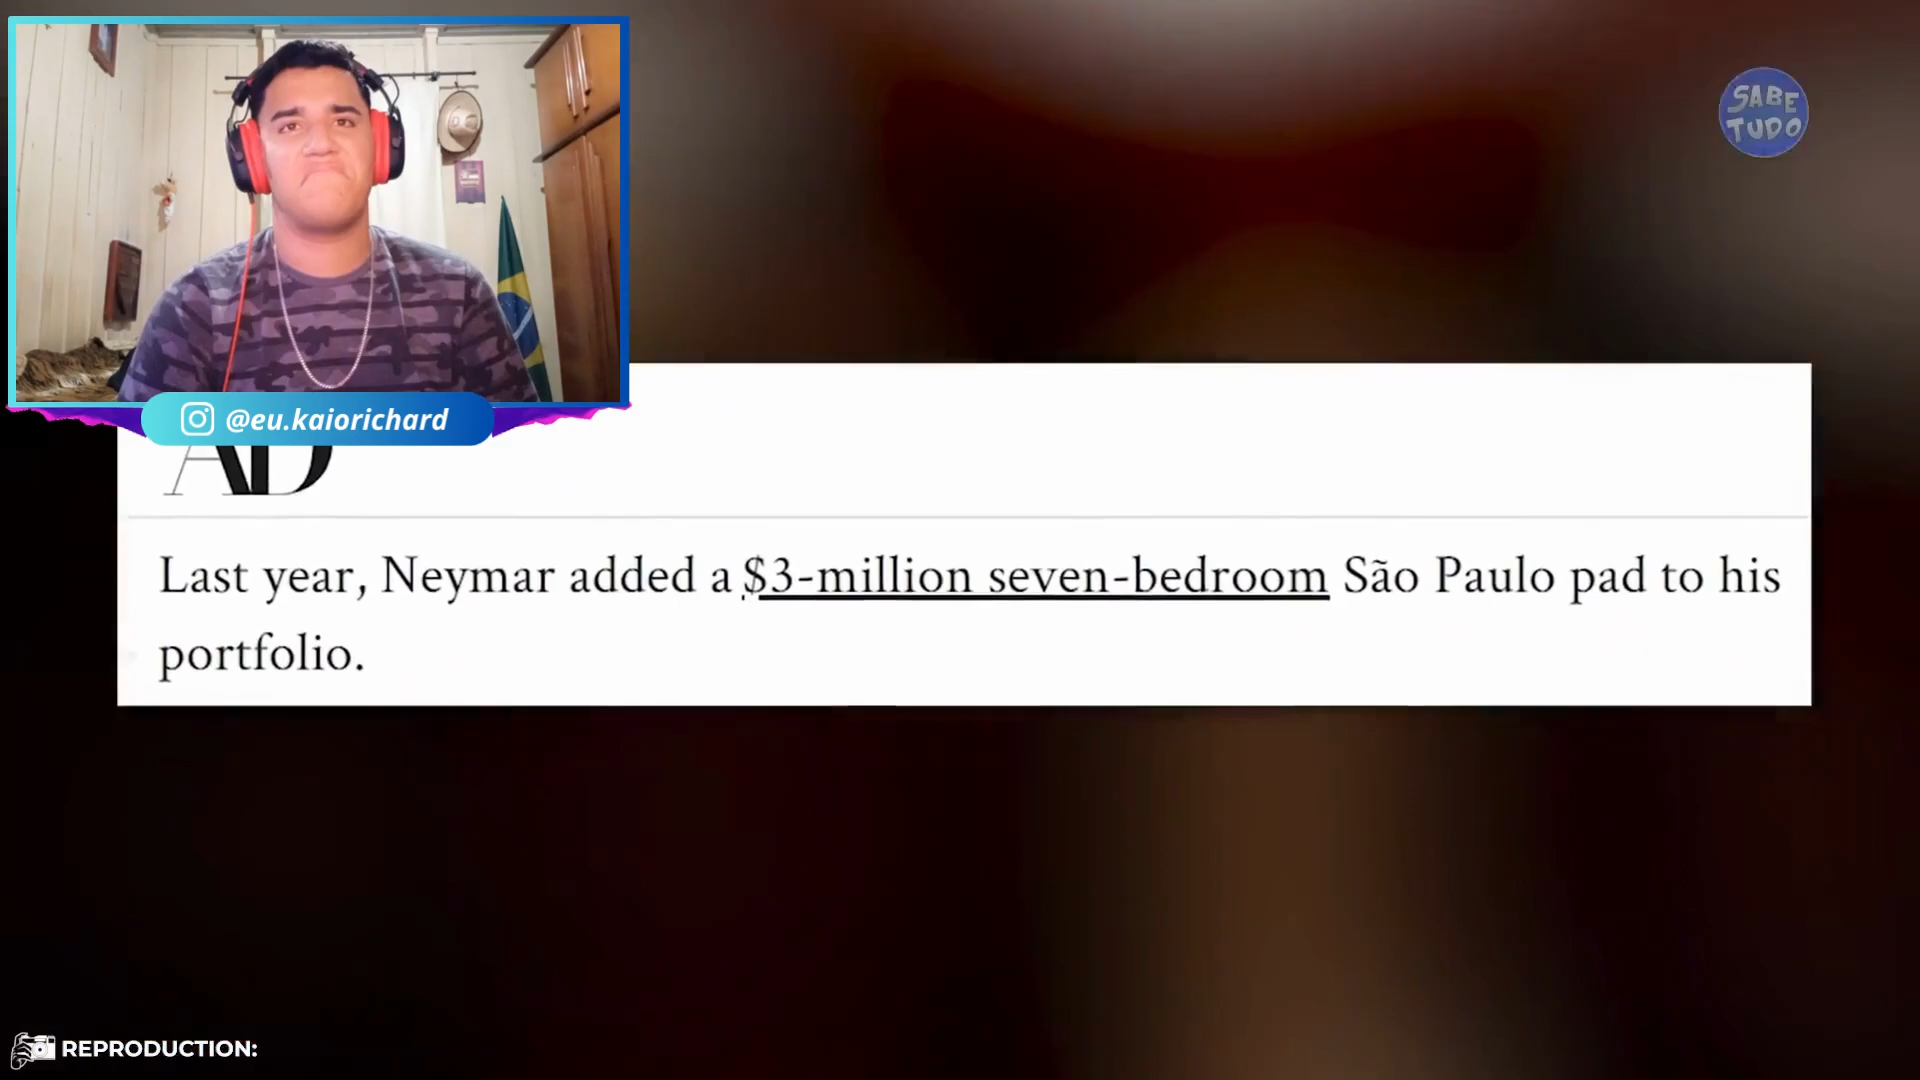 SABE
TUDO
@eu.kaiorichard
AD
Last year, Neymar added a $3-million seven-bedroom São Paulo pad to his
portfolio.
REPRODUCTION: